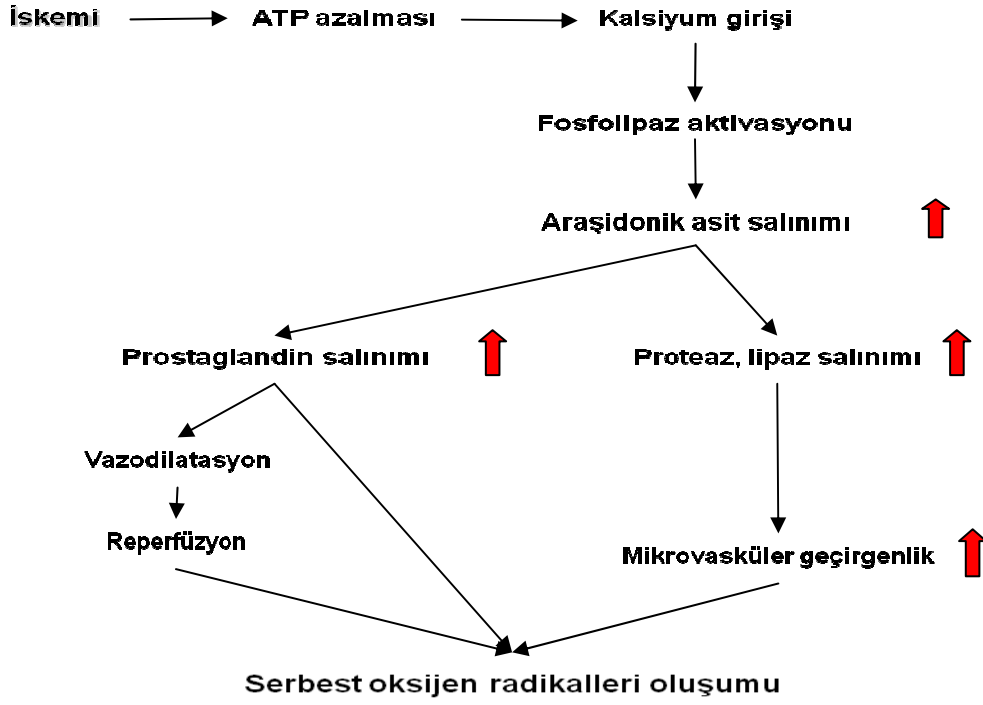 İskemi ATP azalması Kalsiyum girişi
Fosfolipaz aktivasyonu
Araşidonik asit salınımı
Prostaglandin salınımı Proteaz, lipaz salınımı
Vazodilatasyon
Reperfüzyon
Mikrovasküler geçirgenlik
Serbest oksijen radikalleri oluşumu